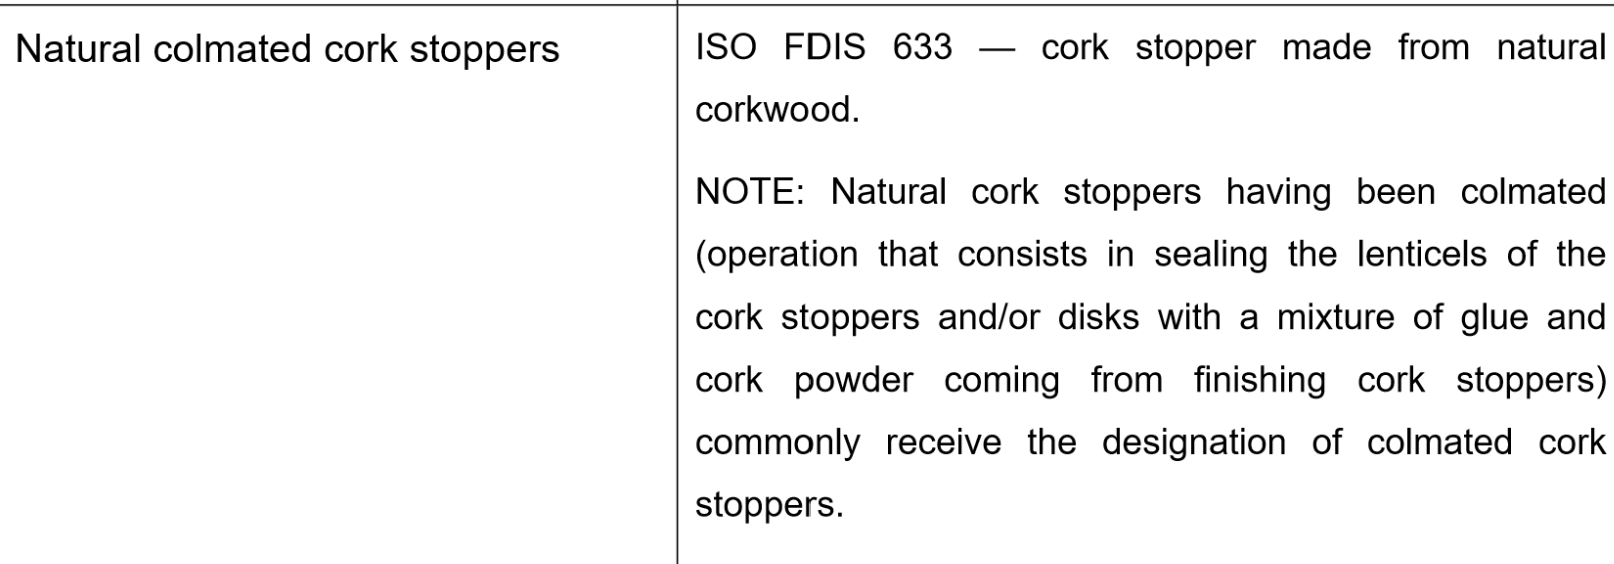 Natural colmated cork stoppers
ISO FDIS 633 — cork stopper made from natural
corkwood.
NOTE: Natural cork stoppers having been colmated
(operation that consists in sealing the lenticels of the
cork stoppers and/or disks with a mixture of glue and
cork powder coming from finishing cork stoppers)
commonly receive the designation of colmated cork
stoppers.